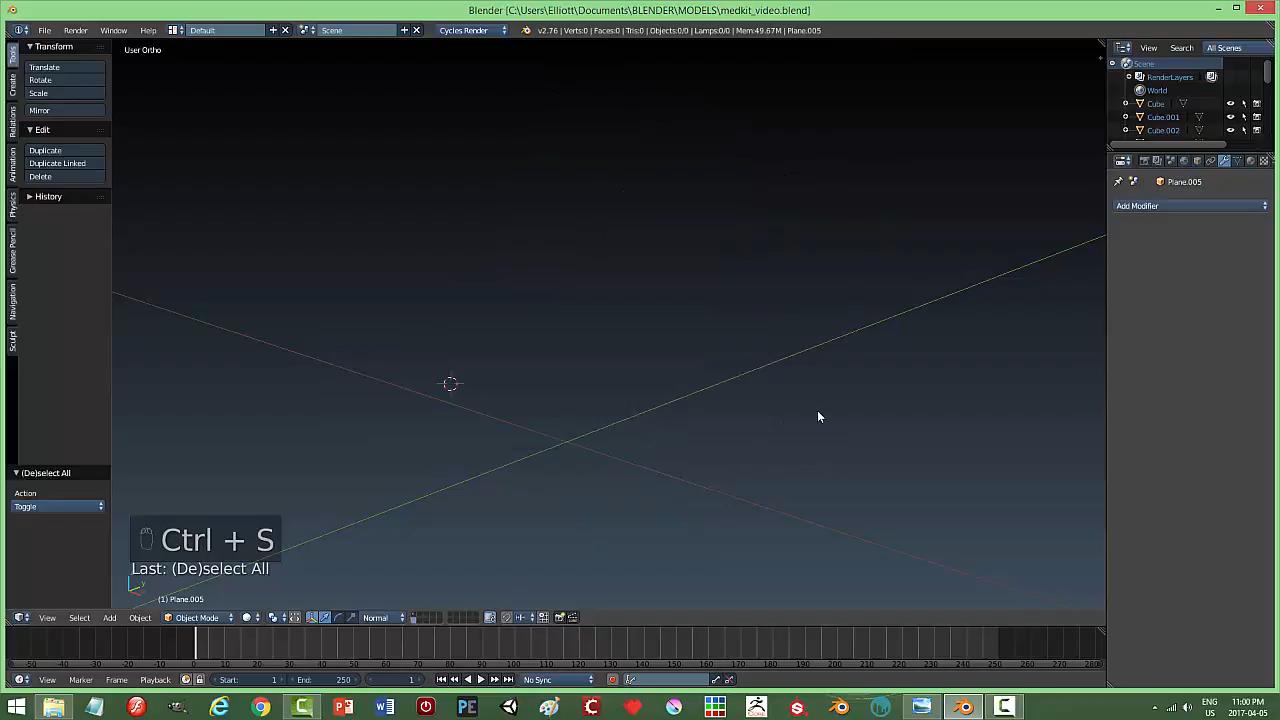 Blender [C:\Users\Elliott\Documents\BLENDER\MODELS\medkit_video.blend]
File Render Window Help Default Scene Cycles Render v2.76 | Verts:0 | Faces:0 | Tris:0 | Objects:0/0 | Lamps:0/0 | Mem:49.67M | Plane.005
Tools
Create
Relations
Animation
Physics
Grease Pencil
Navigation
Sculpt
Transform
Translate
Rotate
Scale
Mirror
Edit
Duplicate
Duplicate Linked
Delete
History
(De)select All
Action
Toggle
User Ortho
Ctrl + S
Last: (De)select All
(1) Plane.005
View Search All Scenes
Scene
RenderLayers
World
Cube
Cube.001
Cube.002
Plane.005
Add Modifier
View Select Add Object Object Mode Normal
-50 -40 -30 -20 -10 0 10 20 30 40 50 60 70 80 90 100 110 120 130 140 150 160 170 180 190 200 210 220 230 240 250 260 270 280
View Marker Frame Playback Start: 1 End: 250 1 No Sync
ENG
US
11:00 PM
2017-04-05